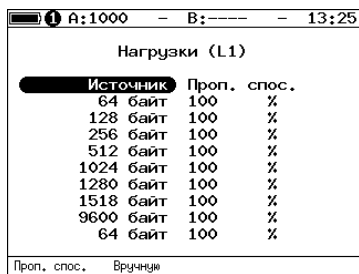 1 A:1000 - B:---- - 13:25
Нагрузки (L1)
Источник Проп. спос.
64 байт 100 %
128 байт 100 %
256 байт 100 %
512 байт 100 %
1024 байт 100 %
1280 байт 100 %
1518 байт 100 %
9600 байт 100 %
64 байт 100 %
Проп. спос. Вручную